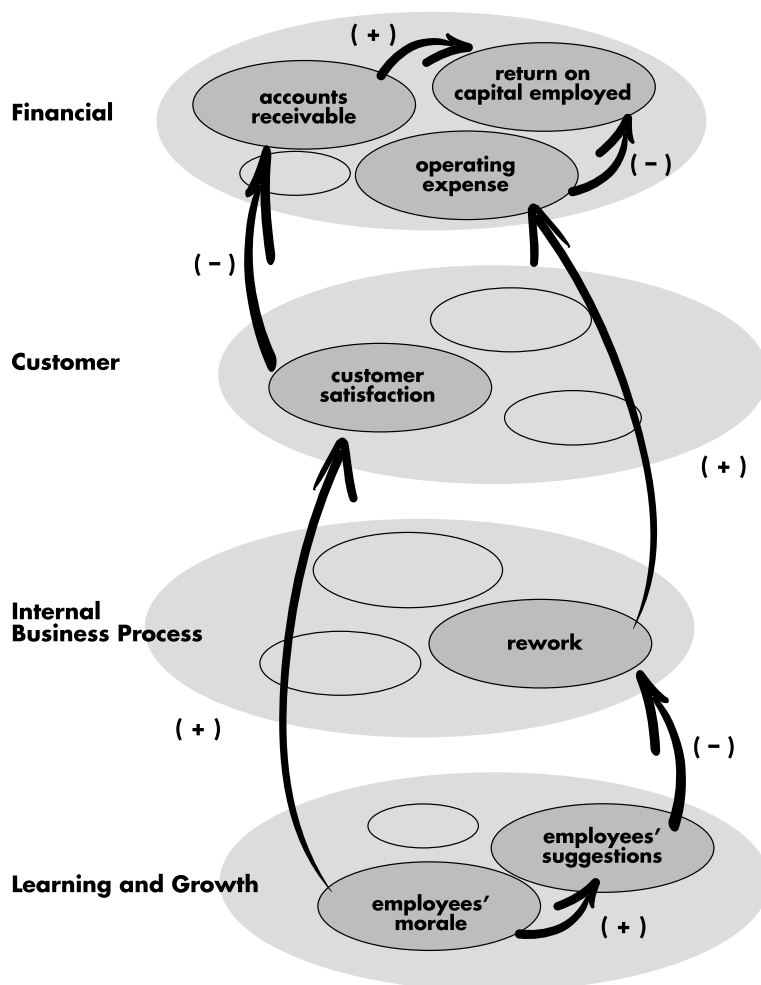 ( + )
return on
capital employed
accounts
receivable
Financial
operating
expense
( − )
( − )
Customer
customer
satisfaction
( + )
Internal
Business Process
rework
( + )
( − )
employees’
suggestions
Learning and Growth
employees’
morale
( + )